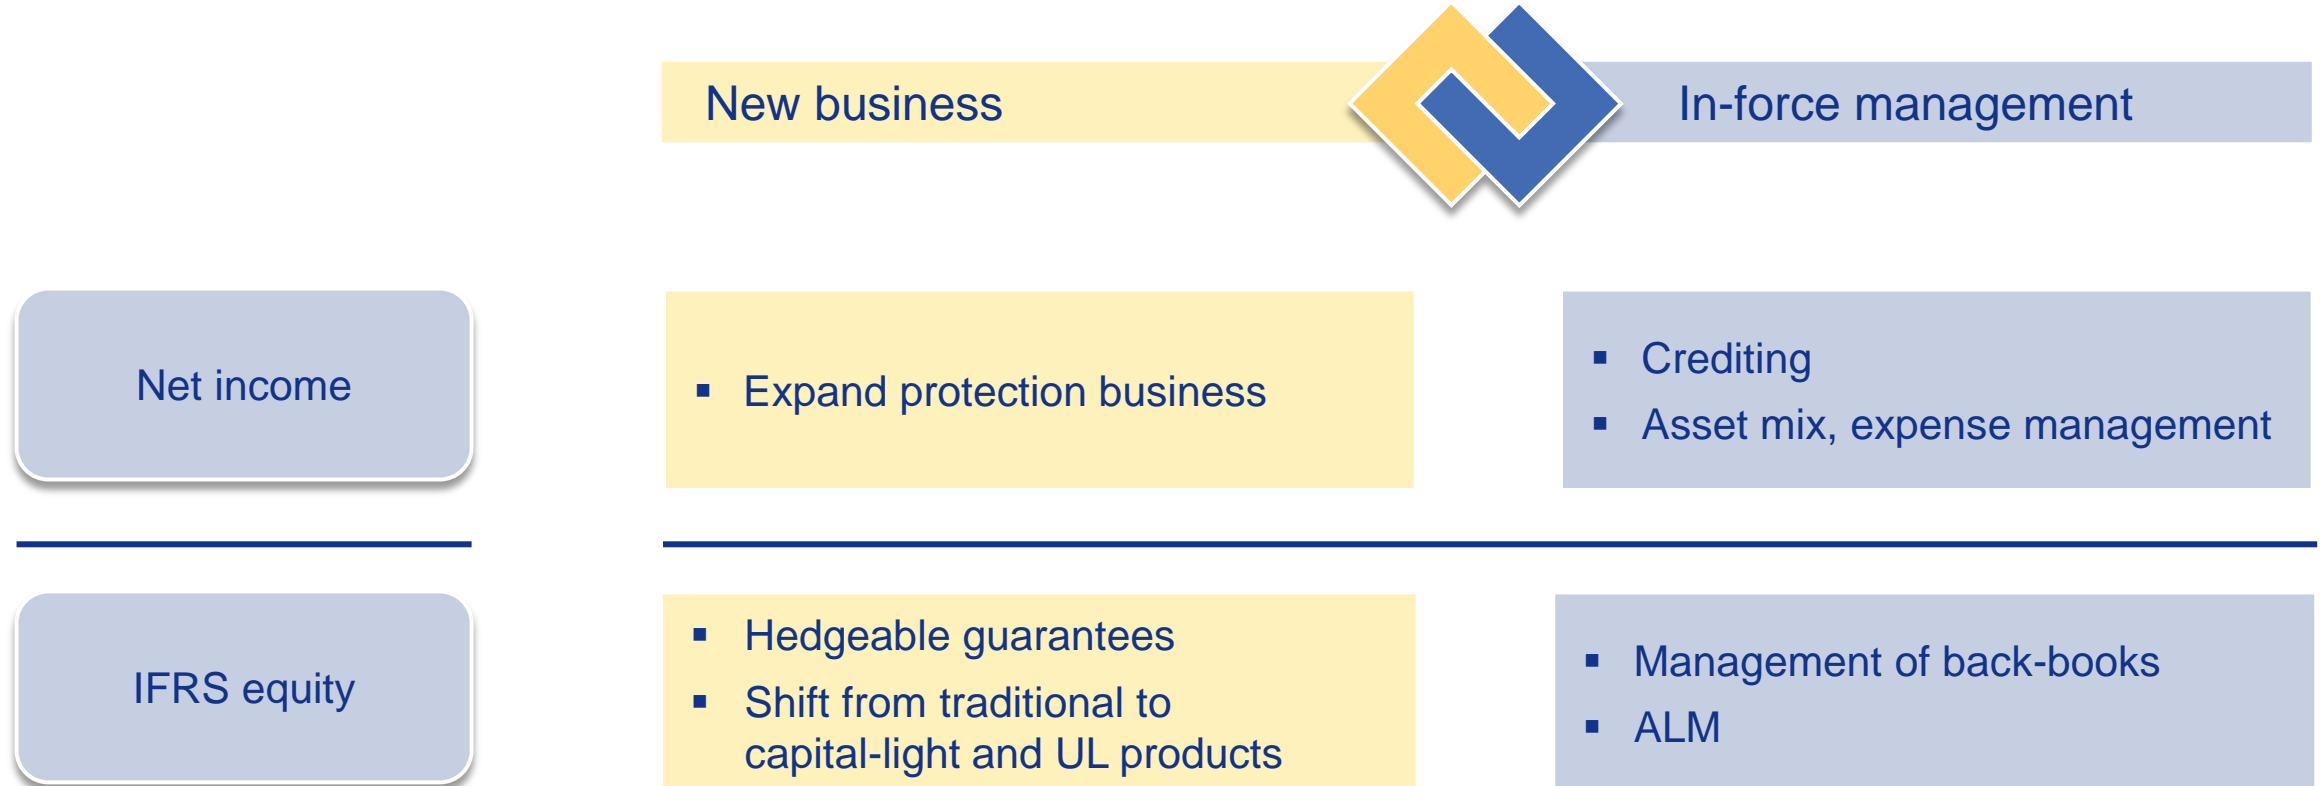 New business
In-force management
Net income
▪ Expand protection business
▪ Crediting
▪ Asset mix, expense management
IFRS equity
▪ Hedgeable guarantees
▪ Shift from traditional to
capital-light and UL products
▪ Management of back-books
▪ ALM